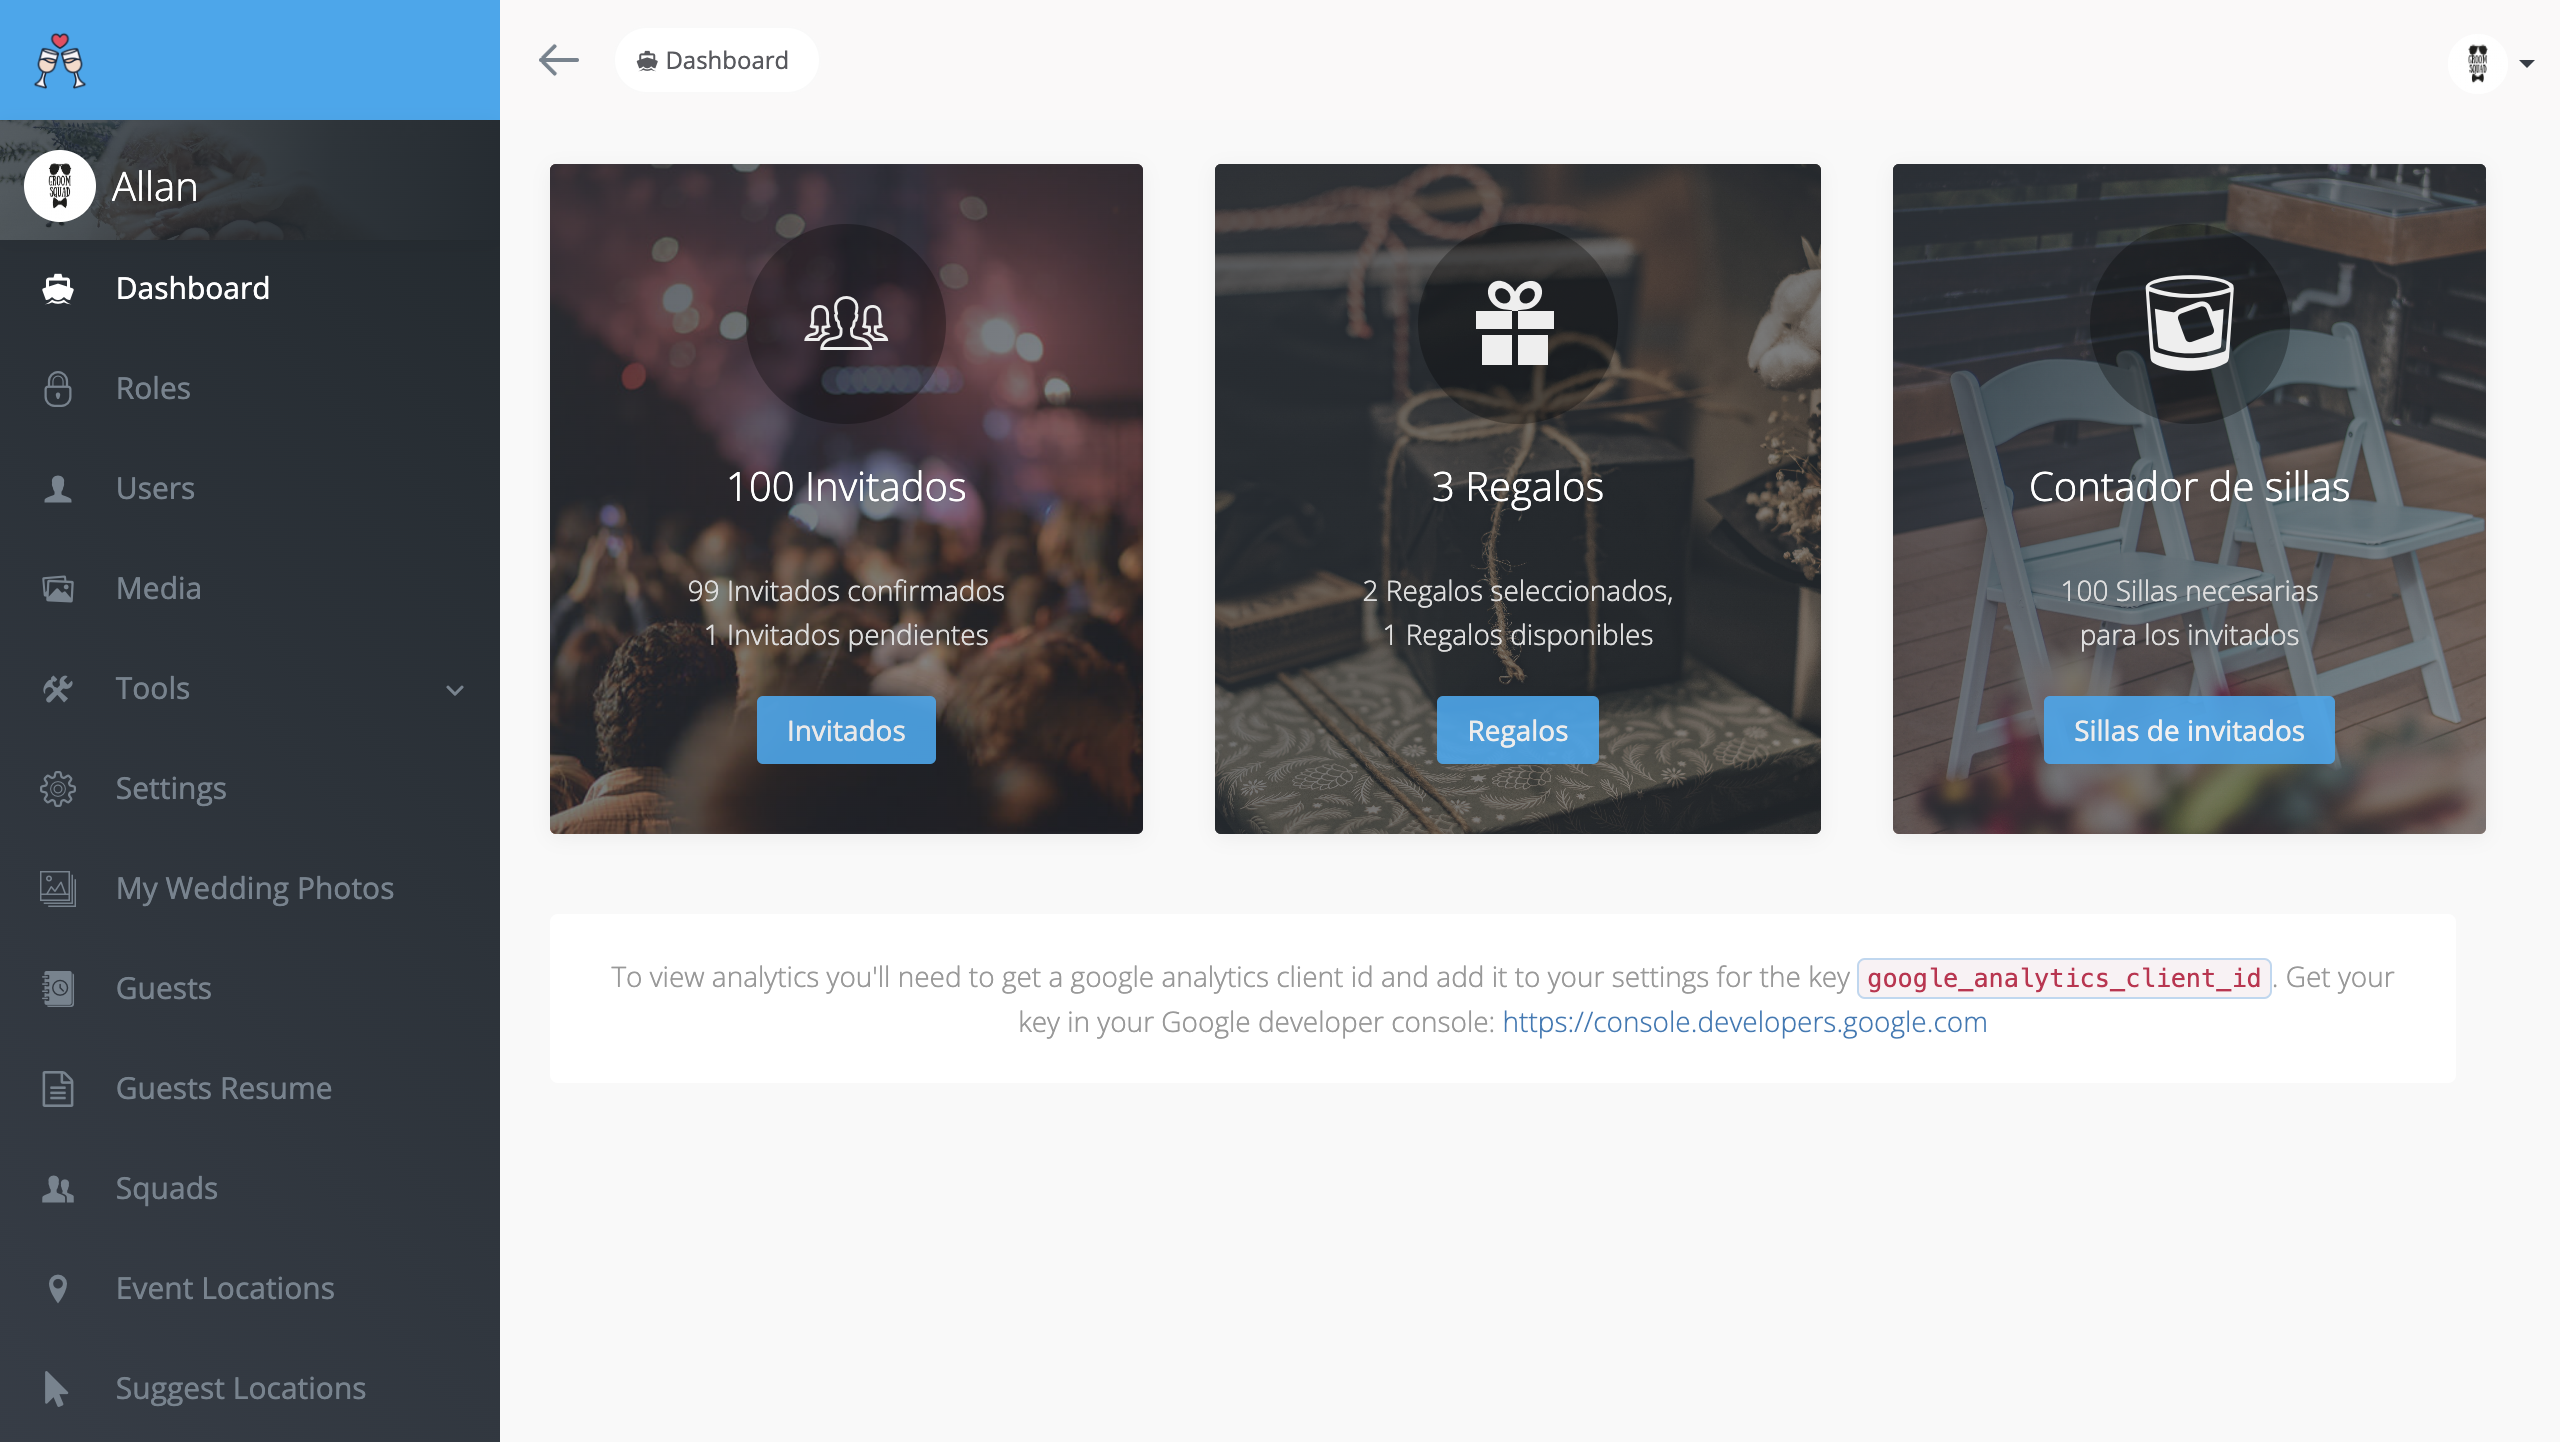 Dashboard
GROOM
SQUAD
GROOM
SQUAD
Allan
Dashboard
Roles
Users
Media
Tools
Settings
My Wedding Photos
Guests
Guests Resume
Squads
Event Locations
Suggest Locations
100 Invitados
99 Invitados confirmados
1 Invitados pendientes
Invitados
3 Regalos
2 Regalos seleccionados,
1 Regalos disponibles
Regalos
Contador de sillas
100 Sillas necesarias
para los invitados
Sillas de invitados
To view analytics you'll need to get a google analytics client id and add it to your settings for the key google_analytics_client_id. Get your
key in your Google developer console: https://console.developers.google.com